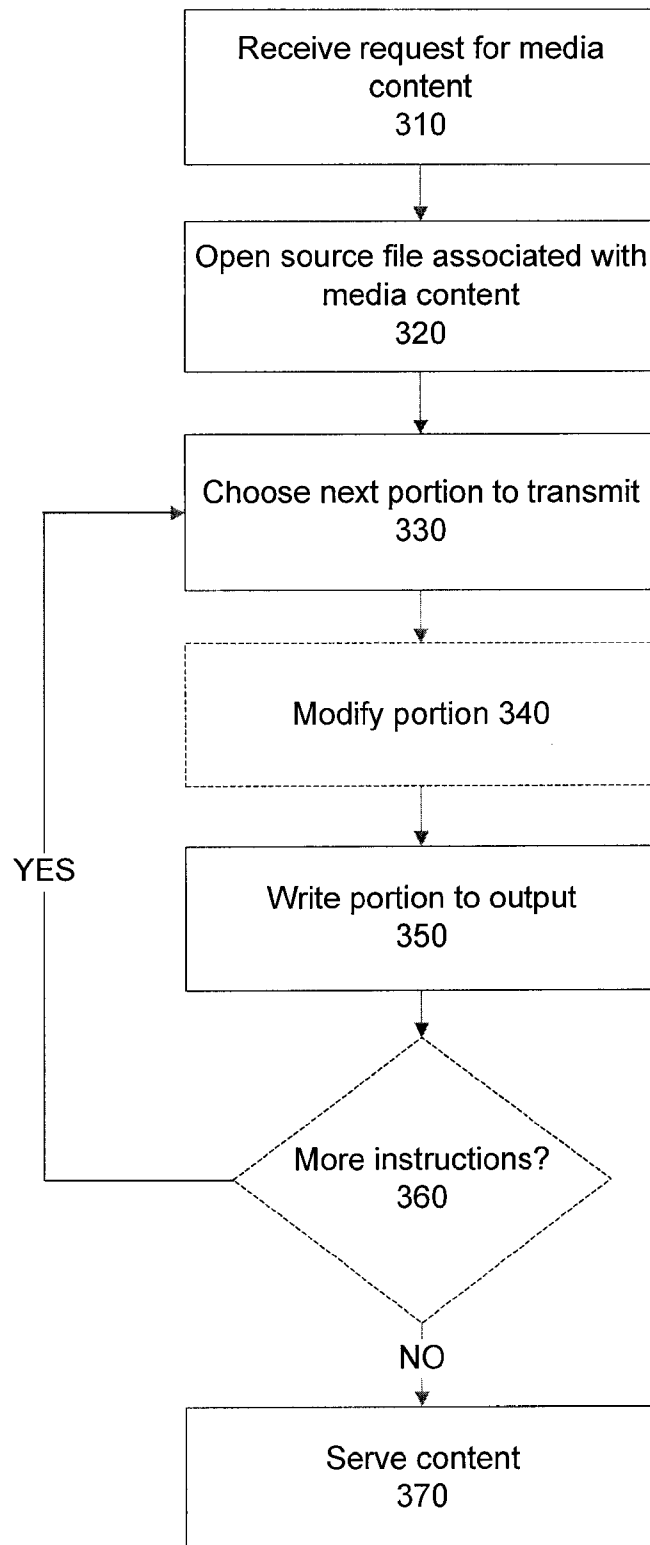 Receive request for media
content
310
Open source file associated with
media content
320
Choose next portion to transmit
330
Modify portion 340
YES
Write portion to output
350
More instructions?
360
NO
Serve content
370